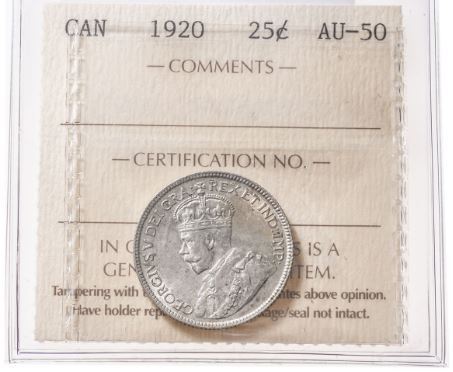 CAN 1920 25¢ AU-50
— COMMENTS —
— CERTIFICATION NO. —
GEORGIVS V DEI GRA: REX ET IND: IMP:
IN S IS A
GEN TEM.
Tampering with ates above opinion.
Have holder rep age/seal not intact.